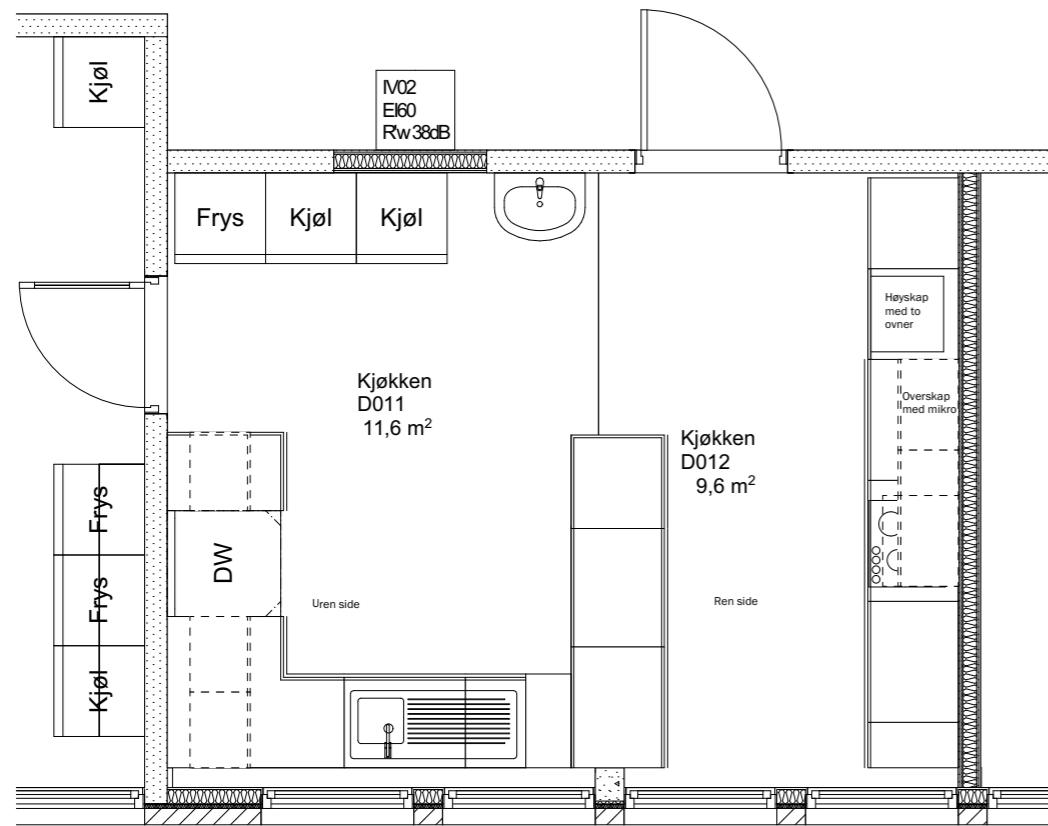 Kjøl
IV02
EI60
R'w 38dB
Frys
Kjøl
Kjøl
Høyskap
med to
ovner
Kjøkken
D011
11,6 m²
Overskap
med mikro
Kjøkken
D012
9,6 m²
Frys
DW
Frys
Uren side
Ren side
Kjøl